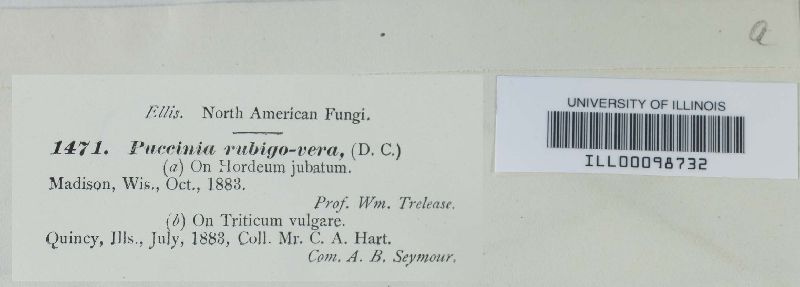 a
Ellis. North American Fungi.
1471. Puccinia rubigo-vera, (D. C.)
(a) On Hordeum jubatum.
Madison, Wis., Oct., 1883.
Prof. Wm. Trelease.
(b) On Triticum vulgare.
Quincy, Ills., July, 1883, Coll. Mr. C. A. Hart.
Com. A. B. Seymour.
UNIVERSITY OF ILLINOIS
ILL00098732